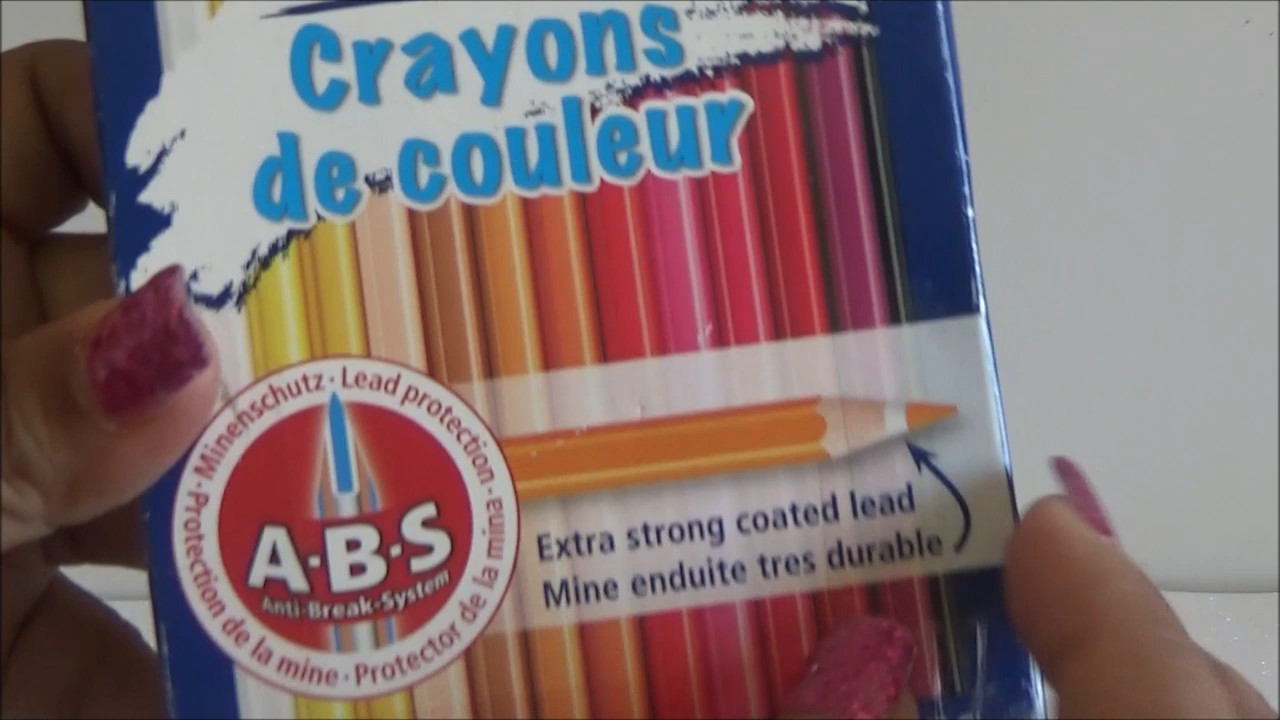 Crayons
de couleur
Minenschutz · Lead protection · Protector de la mina · Protection de la mine ·
A·B·S
Anti-Break-System
Extra strong coated lead
Mine enduite tres durable